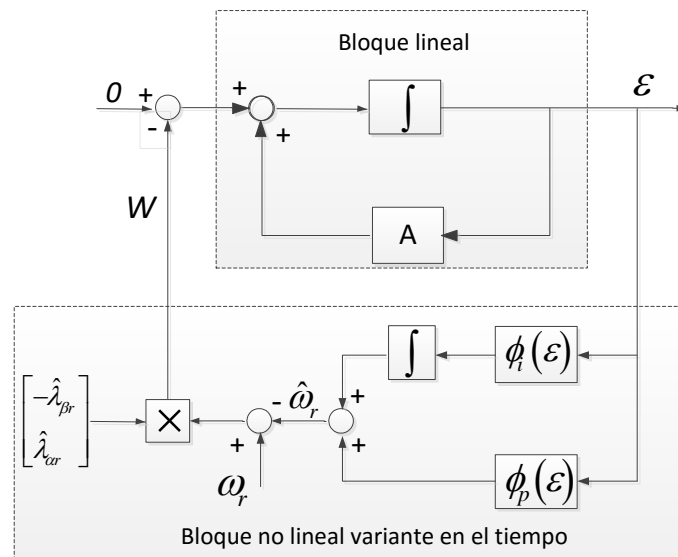 Bloque lineal
0 + - + +
∫
ε
A
W
∫
ϕ_i(ε)
[-λ̂_βr
λ̂_αr]
×
- ω̂_r + +
+
ω_r
ϕ_p(ε)
Bloque no lineal variante en el tiempo